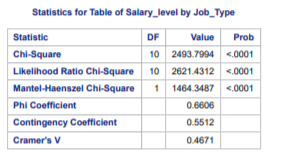 Statistics for Table of Salary_level by Job_Type
Statistic DF Value Prob
Chi-Square 10 2493.7994 <.0001
Likelihood Ratio Chi-Square 10 2621.4312 <.0001
Mantel-Haenszel Chi-Square 1 1464.3487 <.0001
Phi Coefficient 0.6606
Contingency Coefficient 0.5512
Cramer's V 0.4671